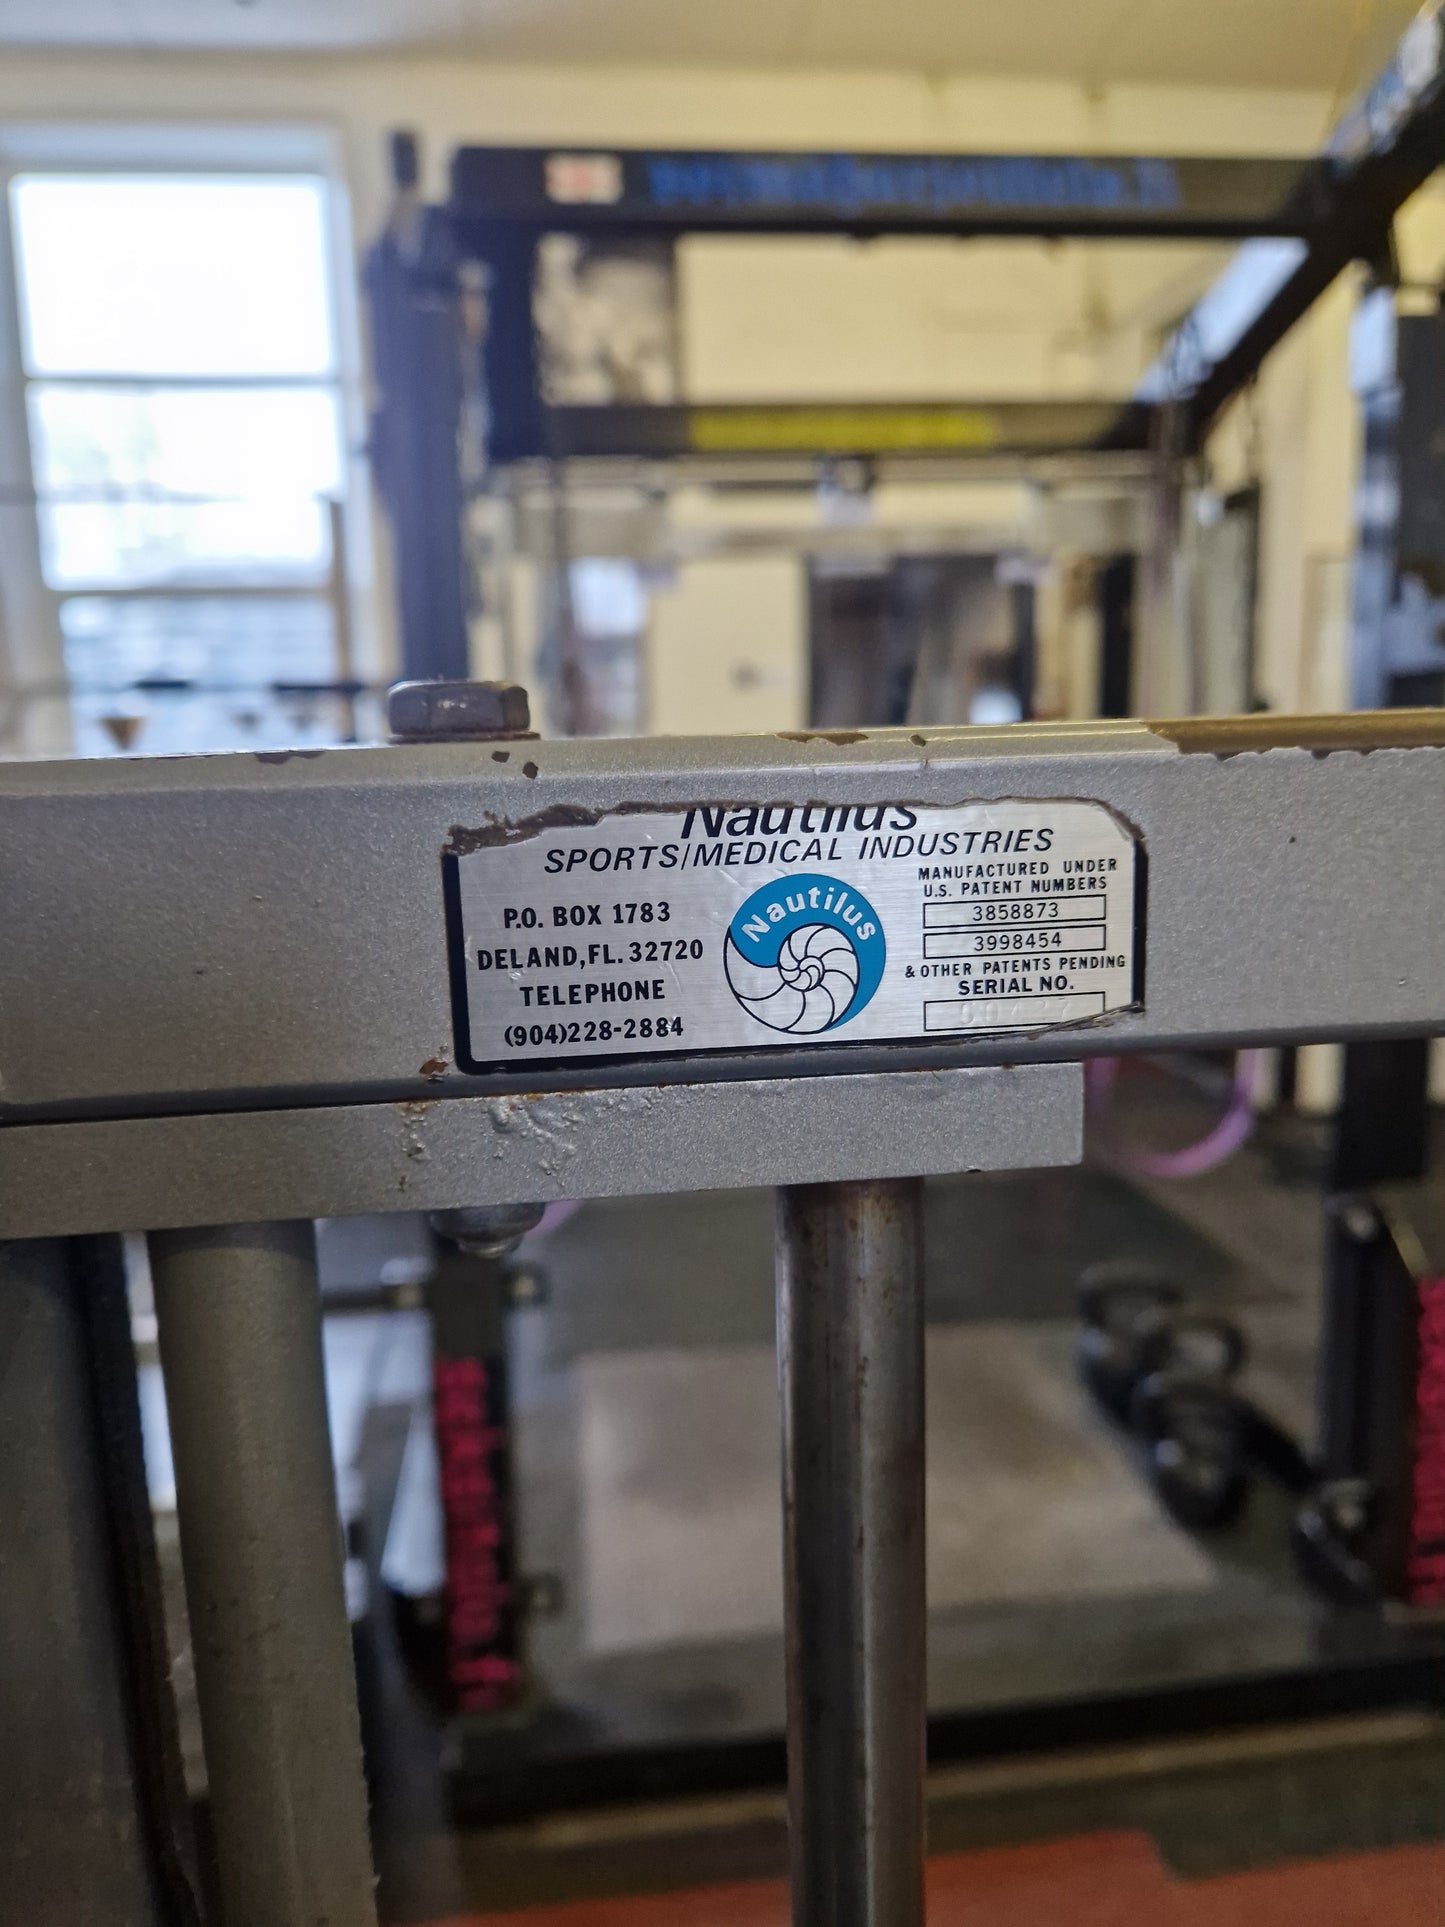 Nautilus
SPORTS/MEDICAL INDUSTRIES
P.O. BOX 1783
DELAND, FL. 32720
TELEPHONE
(904)228-2884
Nautilus
MANUFACTURED UNDER
U.S. PATENT NUMBERS
3858873
3998454
& OTHER PATENTS PENDING
SERIAL NO.